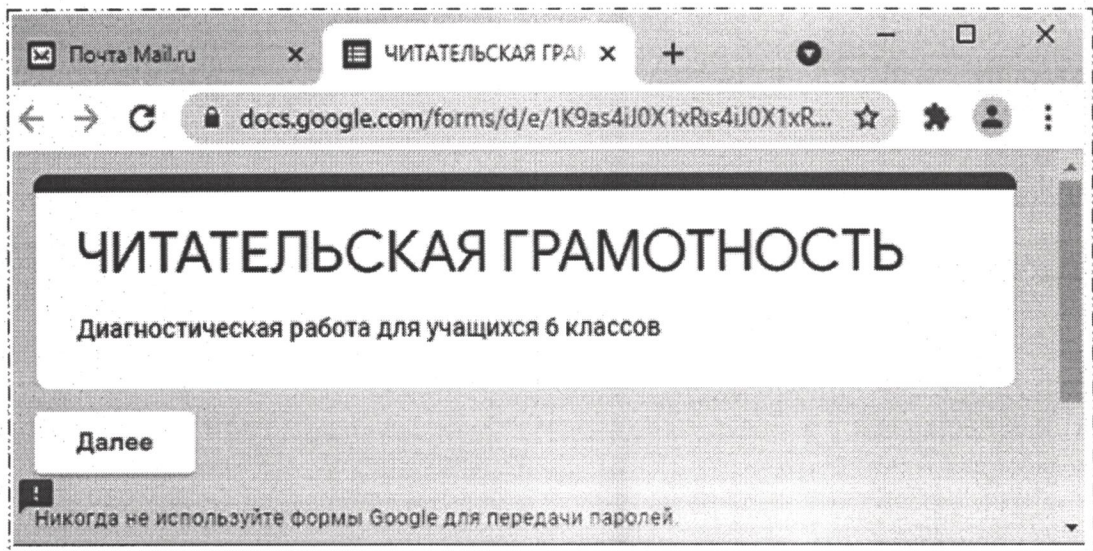 Почта Mail.ru
ЧИТАТЕЛЬСКАЯ ГРА
docs.google.com/forms/d/e/1K9as4iJ0X1xRis4iJ0X1xR...
ЧИТАТЕЛЬСКАЯ ГРАМОТНОСТЬ
Диагностическая работа для учащихся 6 классов
Далее
Никогда не используйте формы Google для передачи паролей.